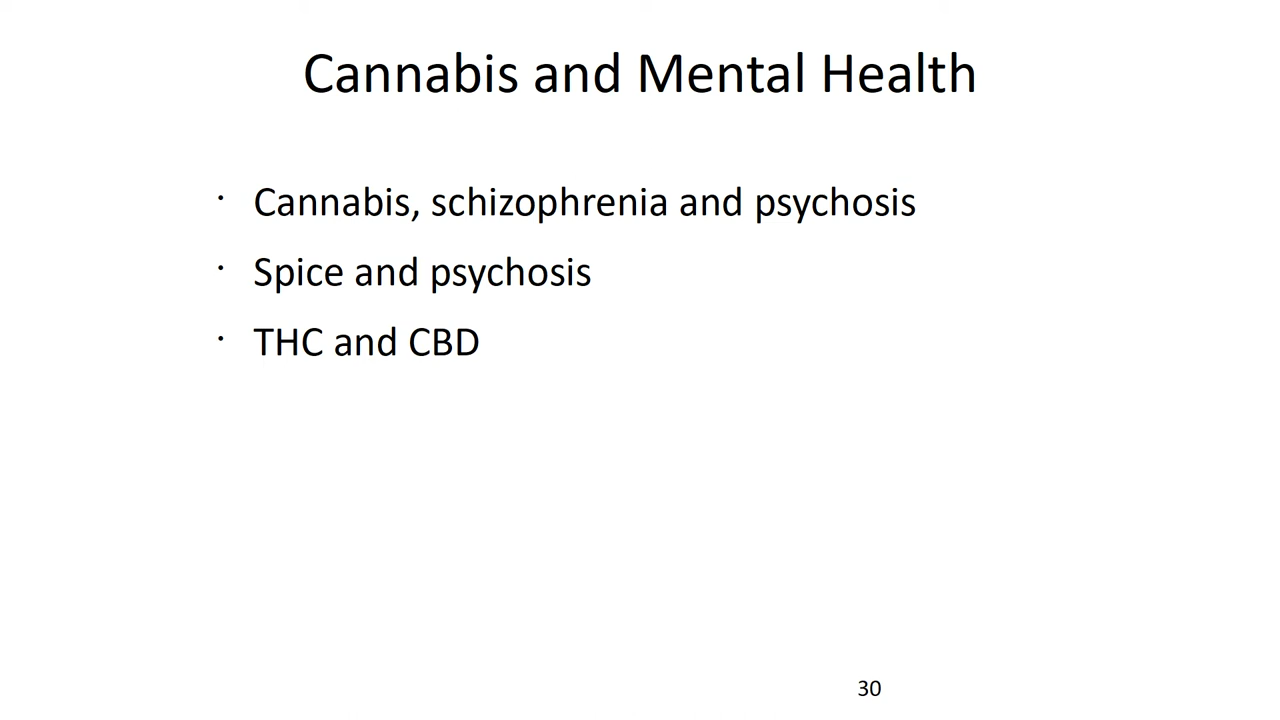 Cannabis and Mental Health
· Cannabis, schizophrenia and psychosis
· Spice and psychosis
· THC and CBD
30